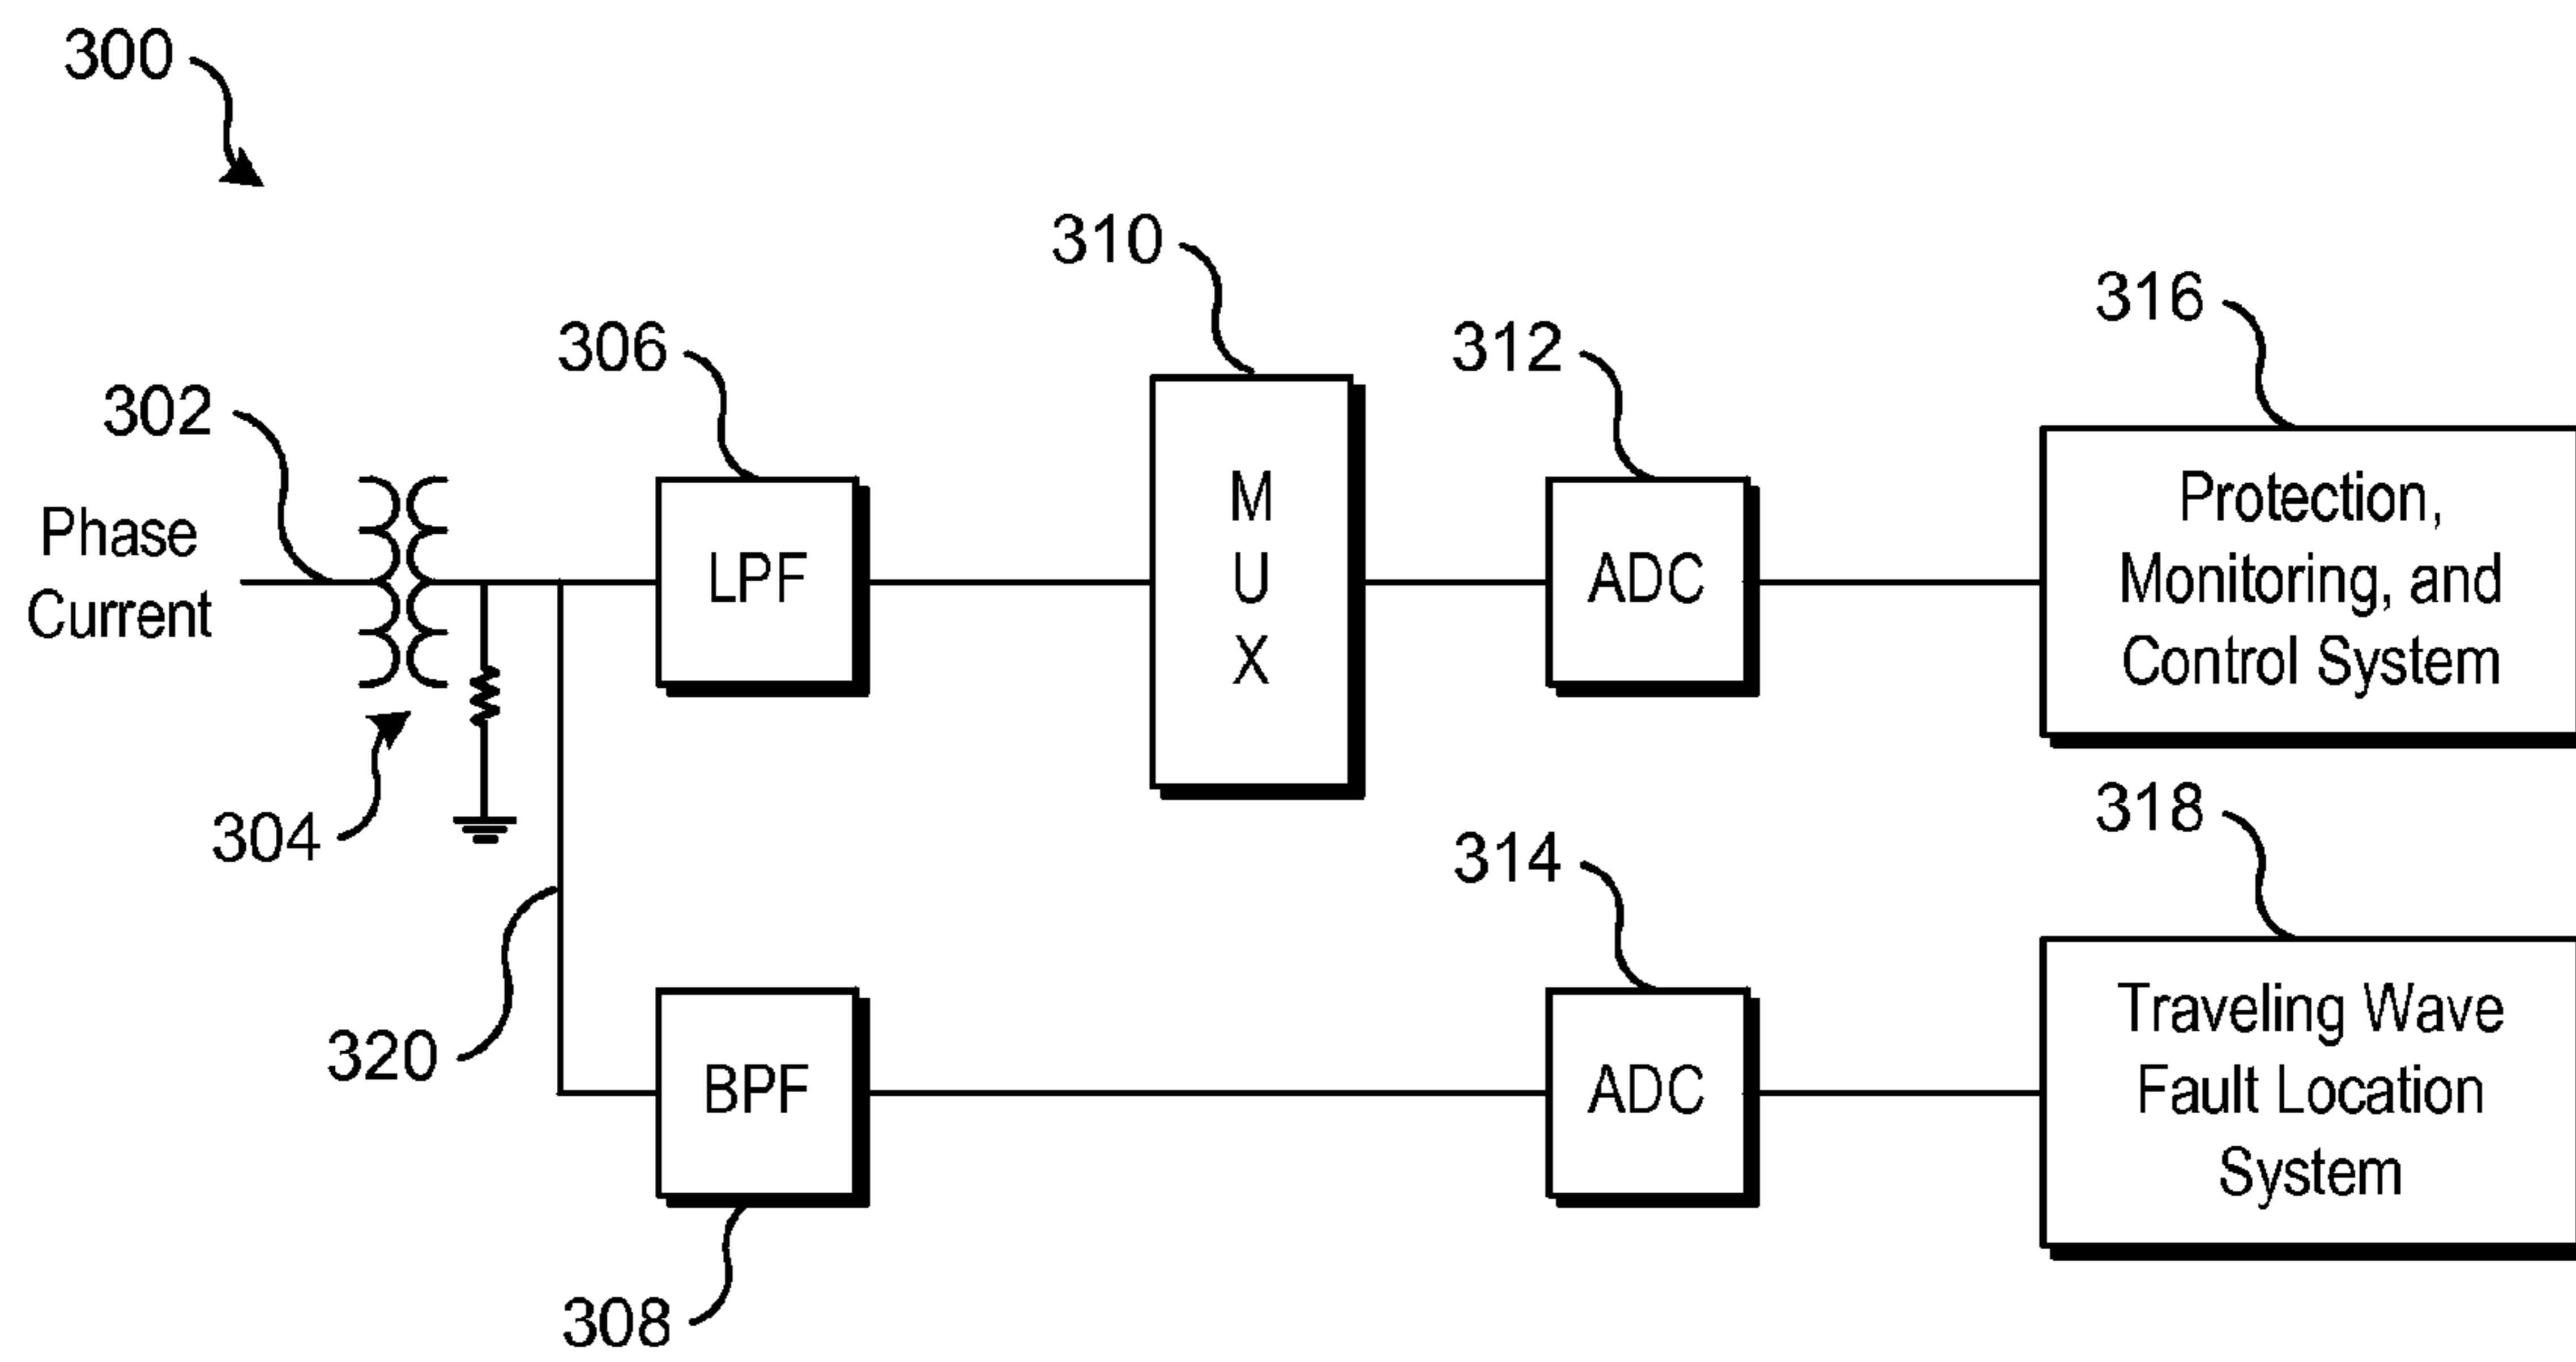 300
310
316
306
312
302
Phase
Current
LPF
M
U
X
ADC
Protection,
Monitoring, and
Control System
304
318
314
320
BPF
ADC
Traveling Wave
Fault Location
System
308